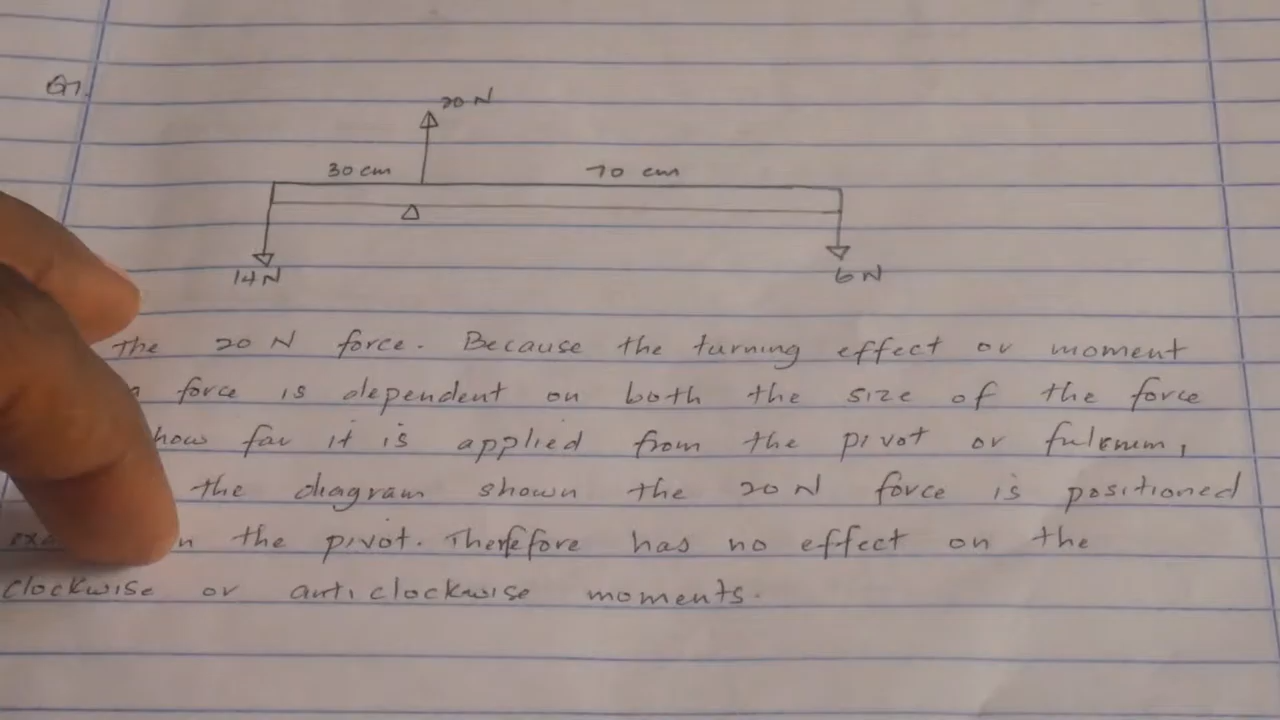 Q1.
20 N
30 cm
70 cm
14 N
6 N
the 20 N force. Because the turning effect or moment
force is dependent on both the size of the force
how far it is applied from the pivot or fulcrum,
the diagram shown the 20 N force is positioned
the pivot. Therefore has no effect on the
clockwise or anticlockwise moments.